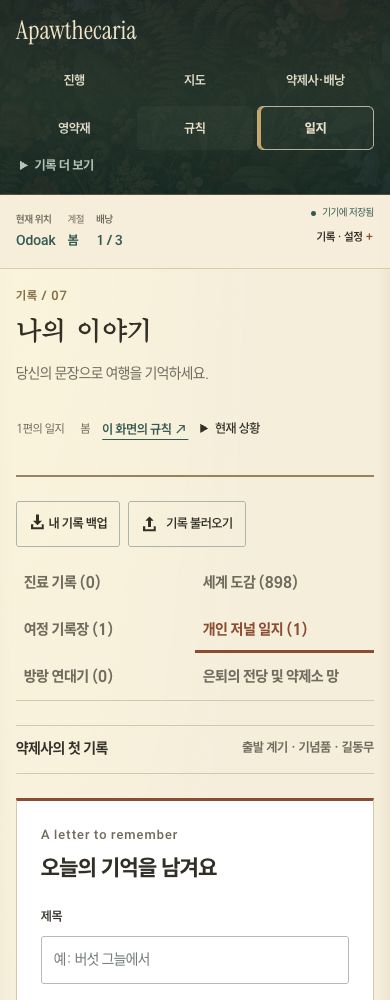 Apawthecaria
진행 지도 약제사·배낭
영약재 규칙 일지
▶ 기록 더 보기
현재 위치 계절 배낭
Odoak 봄 1 / 3
● 기기에 저장됨
기록 · 설정 +
기록 / 07
나의 이야기
당신의 문장으로 여행을 기억하세요.
1편의 일지 봄 이 화면의 규칙 ↗ ▶ 현재 상황
내 기록 백업 기록 불러오기
진료 기록 (0) 세계 도감 (898)
여정 기록장 (1) 개인 저널 일지 (1)
방랑 연대기 (0) 은퇴의 전당 및 약제소 망
약제사의 첫 기록 출발 계기 · 기념품 · 길동무
A letter to remember
오늘의 기억을 남겨요
제목
예: 버섯 그늘에서